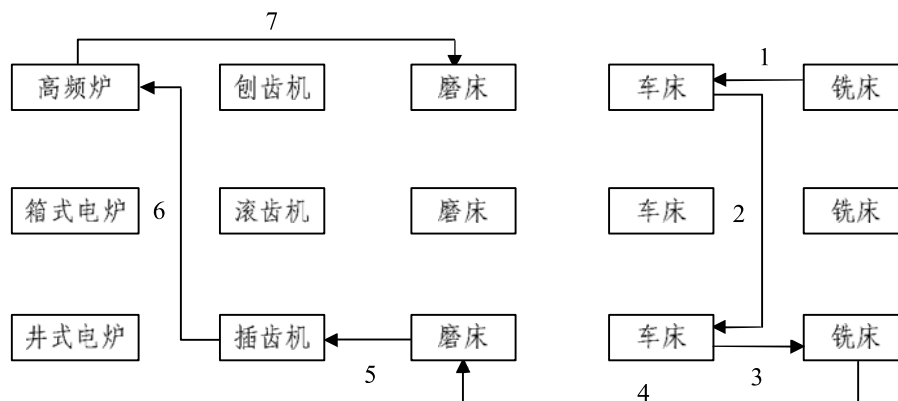 7
1
高频炉 刨齿机 磨床 车床 铣床
箱式电炉 6 滚齿机 磨床 车床 2 铣床
井式电炉 插齿机 磨床 车床 铣床
5 4 3